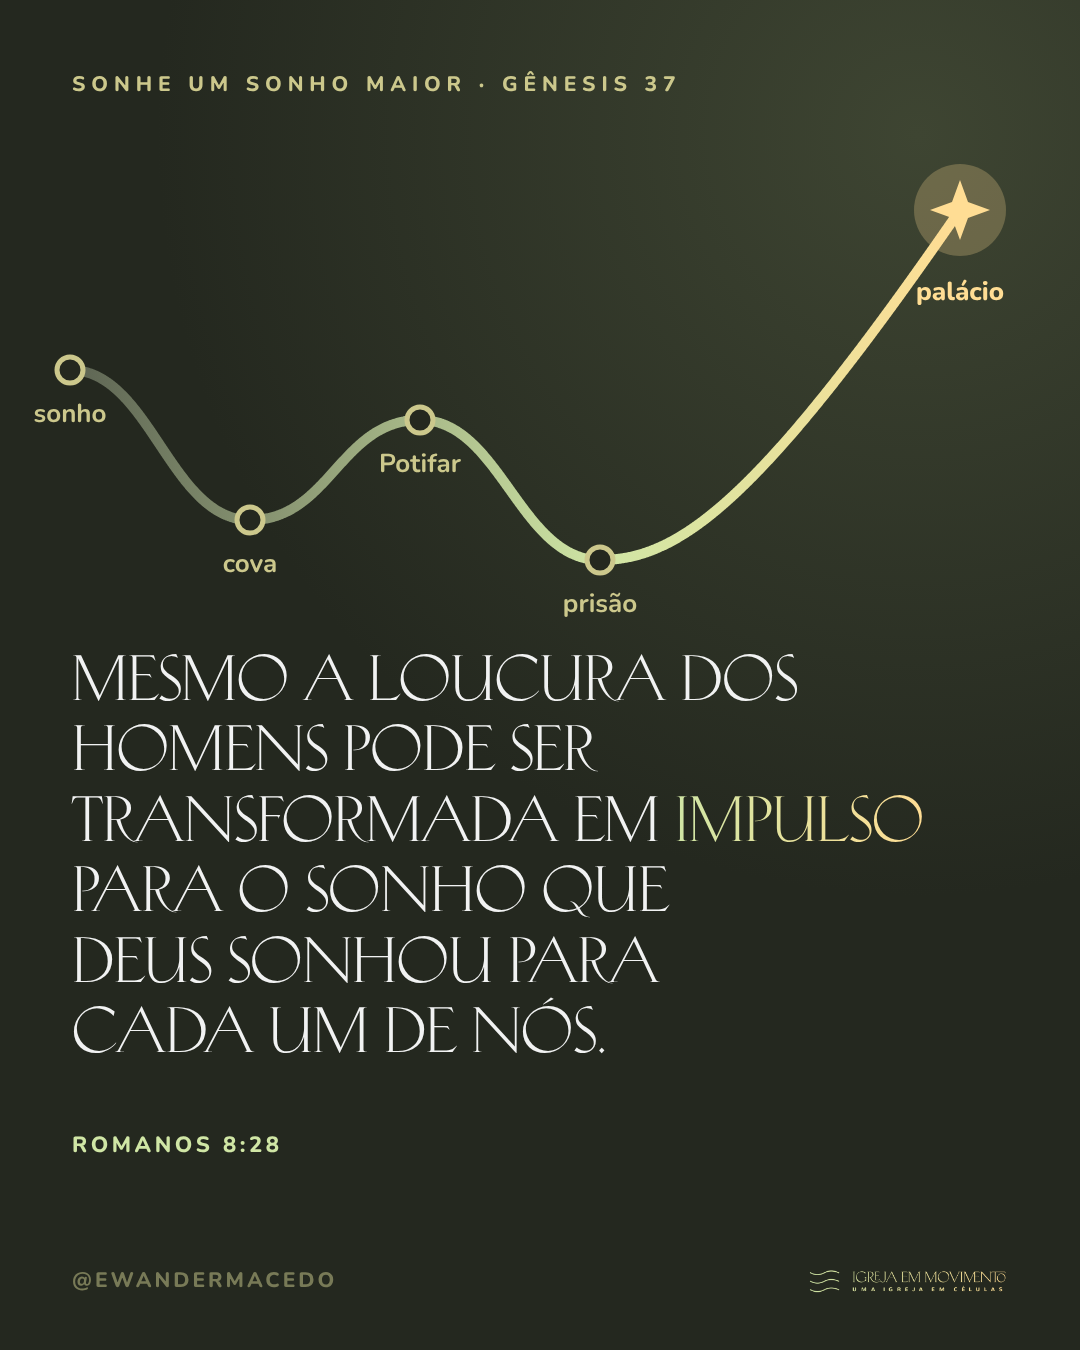 SONHE UM SONHO MAIOR · GÊNESIS 37
palácio
sonho
Potifar
cova
prisão
MESMO A LOUCURA DOS
HOMENS PODE SER
TRANSFORMADA EM IMPULSO
PARA O SONHO QUE
DEUS SONHOU PARA
CADA UM DE NÓS.
ROMANOS 8:28
@EWANDERMACEDO
IGREJA EM MOVIMENTO
UMA IGREJA EM CÉLULAS